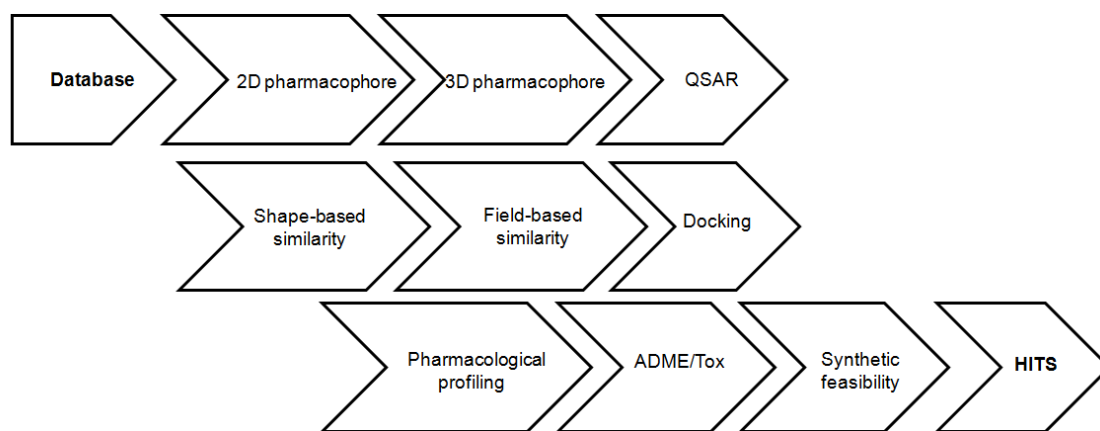 Database
2D pharmacophore
3D pharmacophore
QSAR
Shape-based
similarity
Field-based
similarity
Docking
Pharmacological
profiling
ADME/Tox
Synthetic
feasibility
HITS